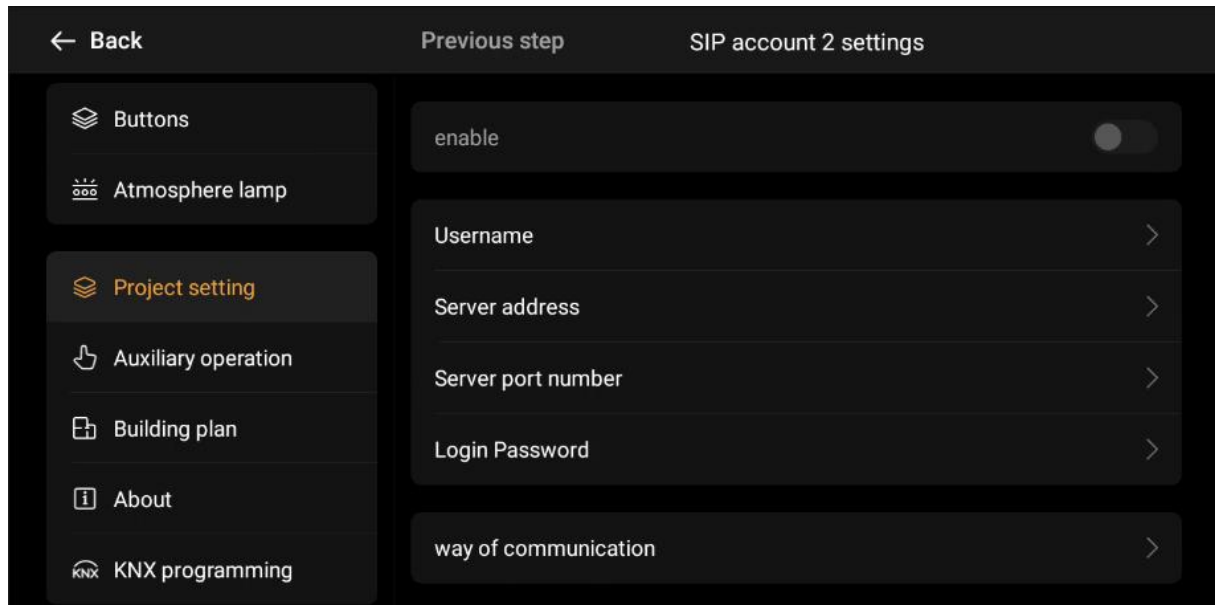 Back
Previous step
SIP account 2 settings
Buttons
Atmosphere lamp
Project setting
Auxiliary operation
Building plan
About
KNX KNX programming
enable
Username
Server address
Server port number
Login Password
way of communication